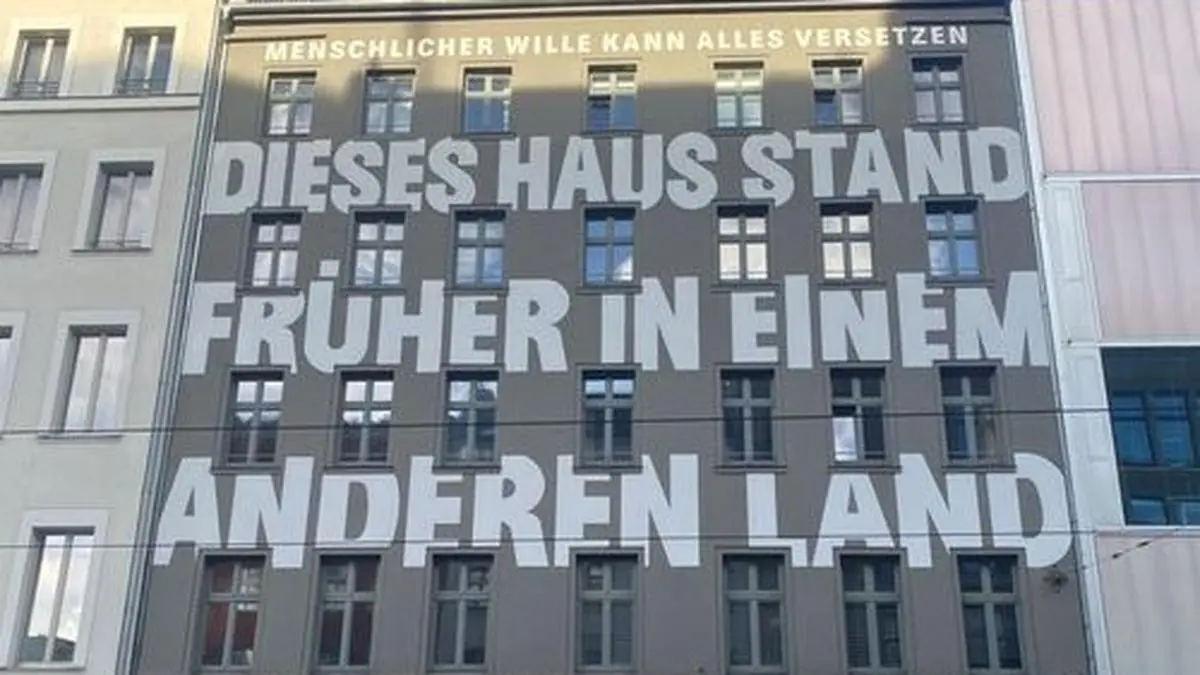 MENSCHLICHER WILLE KANN ALLES VERSETZEN
DIESES HAUS STAND
FRÜHER IN EINEM
ANDEREN LAND